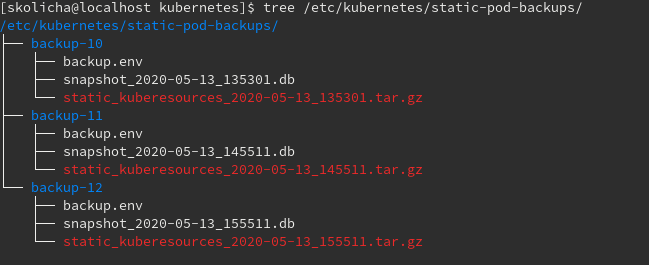 [skolicha@localhost kubernetes]$ tree /etc/kubernetes/static-pod-backups/
/etc/kubernetes/static-pod-backups/
├── backup-10
│   ├── backup.env
│   ├── snapshot_2020-05-13_135301.db
│   └── static_kuberesources_2020-05-13_135301.tar.gz
├── backup-11
│   ├── backup.env
│   ├── snapshot_2020-05-13_145511.db
│   └── static_kuberesources_2020-05-13_145511.tar.gz
└── backup-12
    ├── backup.env
    ├── snapshot_2020-05-13_155511.db
    └── static_kuberesources_2020-05-13_155511.tar.gz